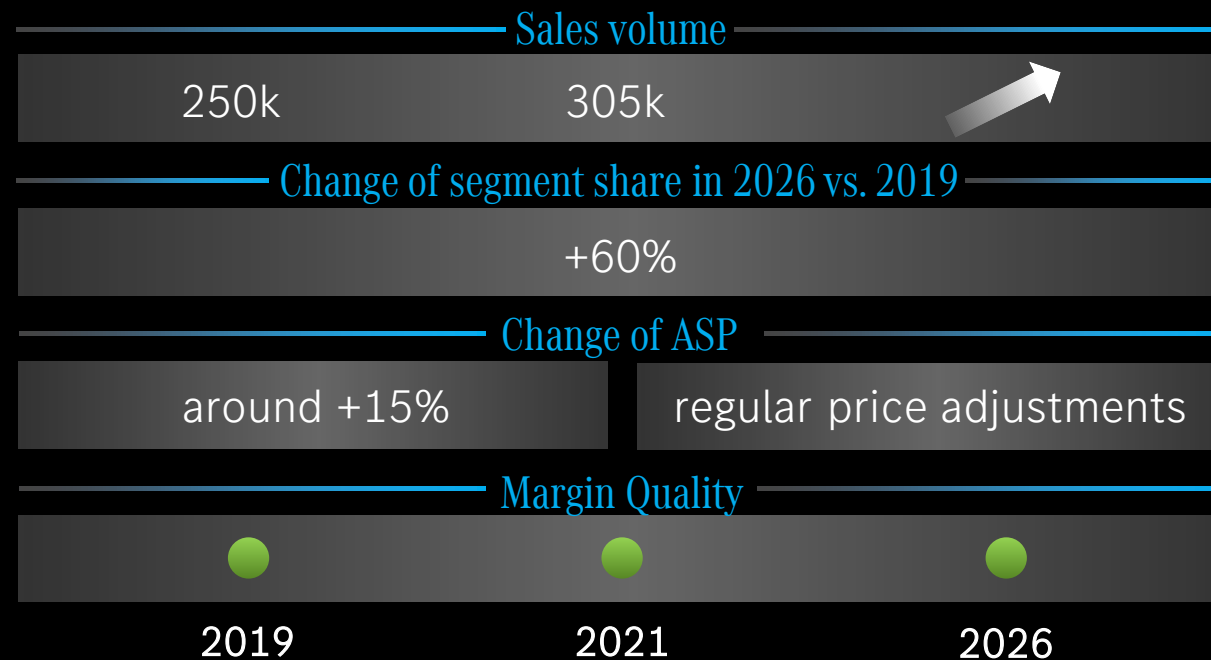 Sales volume
250k 305k
Change of segment share in 2026 vs. 2019
+60%
Change of ASP
around +15% regular price adjustments
Margin Quality
2019 2021 2026